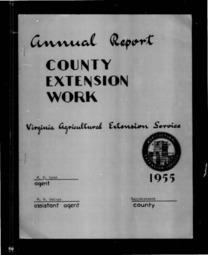 Annual Report
COUNTY
EXTENSION
WORK
Virginia Agricultural Extension Service
1955
agent
assistant agent
county